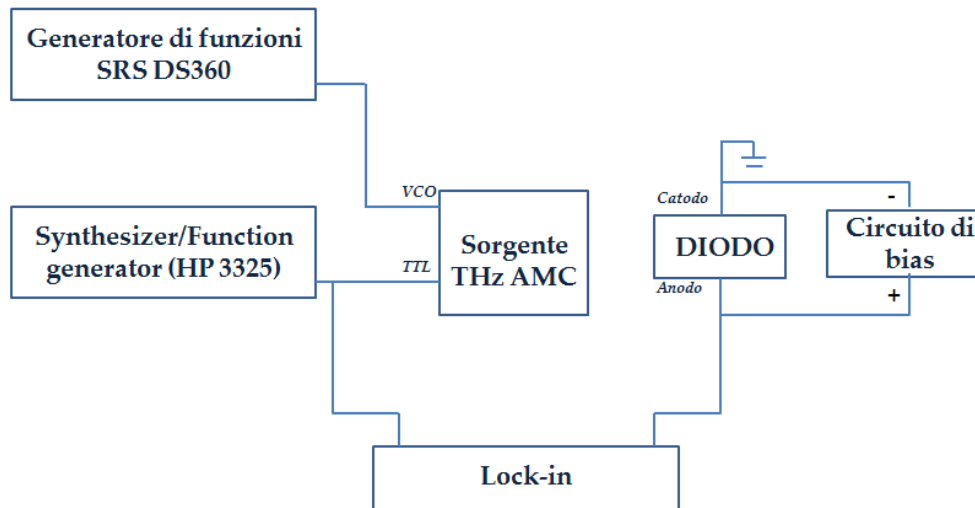 Generatore di funzioni
SRS DS360
VCO
Synthesizer/Function
generator (HP 3325)
TTL
Sorgente
THz AMC
Catodo
DIODO
Anodo
-
Circuito di
bias
+
Lock-in